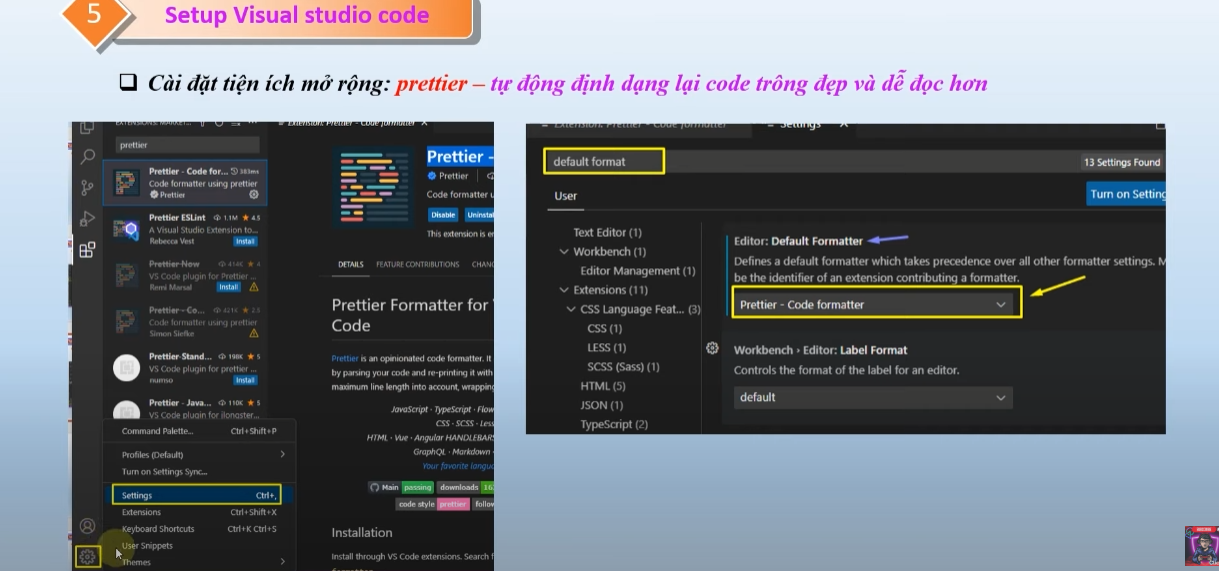 5
Setup Visual studio code
Cài đặt tiện ích mở rộng: prettier – tự động định dạng lại code trông đẹp và dễ đọc hơn
Extension: Prettier - Code formatter
prettier
Prettier - Code for... 383ms
Code formatter using prettier
Prettier
Prettier ESLint 1.1M 4.5
A Visual Studio Extension to...
Rebecca Vest Install
Prettier Now 4
VS Code plugin for Prettier ...
Remi Marsal Install
Prettier - Co... 421K 2.5
Code formatter using prettier
Simon Siefke
Prettier-Stand... 198K 5
VS Code plugin for prettier ...
numso Install
Prettier - Java... 110K 5
VS Code plugin for jlongster...
Command Palette... Ctrl+Shift+P
Profiles (Default)
Turn on Settings Sync...
Settings Ctrl+,
Extensions Ctrl+Shift+X
Keyboard Shortcuts Ctrl+K Ctrl+S
User Snippets
Themes
Prettier -
Prettier
Code formatter u
Disable Uninstal
This extension is en
DETAILS FEATURE CONTRIBUTIONS CHANG
Prettier Formatter for
Code
Prettier is an opinionated code formatter. It
by parsing your code and re-printing it with
maximum line length into account, wrapping
JavaScript · TypeScript · Flow
CSS · SCSS · Less
HTML · Vue · Angular HANDLEBARS
GraphQL · Markdown ·
Your favorite langua
Main passing downloads 16
code style prettier follow
Installation
Install through VS Code extensions. Search f
Extension: Prettier - Code formatter Settings
default format
13 Settings Found
User
Turn on Setting
Text Editor (1)
Workbench (1)
Editor Management (1)
Extensions (11)
CSS Language Feat... (3)
CSS (1)
LESS (1)
SCSS (Sass) (1)
HTML (5)
JSON (1)
TypeScript (2)
Editor: Default Formatter
Defines a default formatter which takes precedence over all other formatter settings. M
be the identifier of an extension contributing a formatter.
Prettier - Code formatter
Workbench › Editor: Label Format
Controls the format of the label for an editor.
default